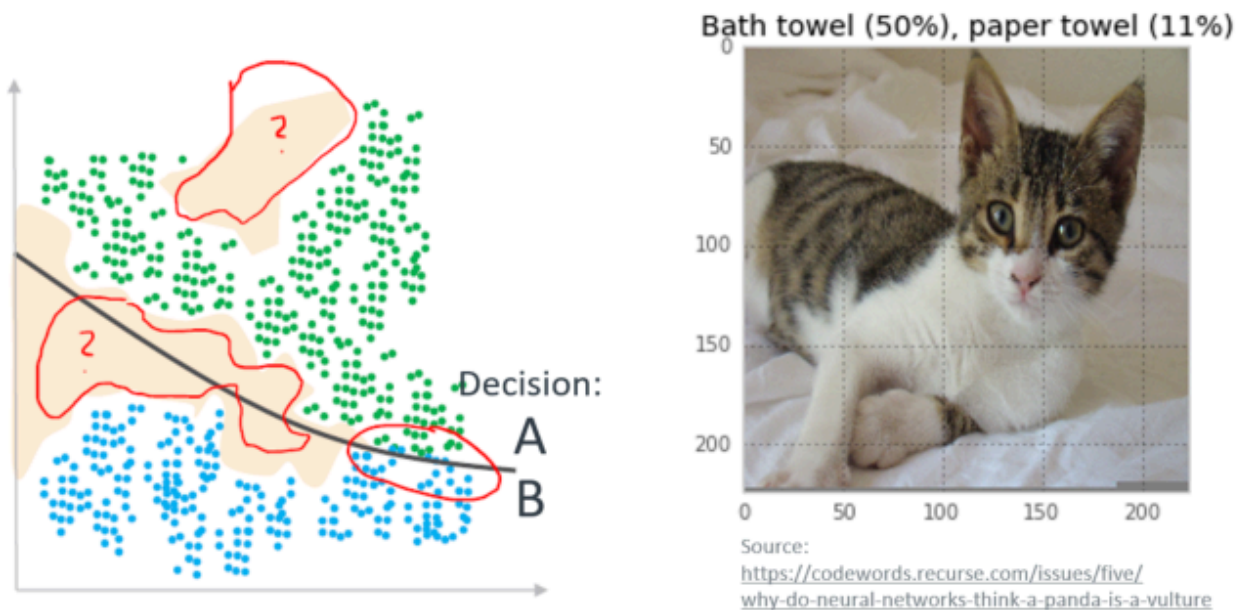 ?
?
Decision:
A
B
Bath towel (50%), paper towel (11%)
0
50
100
150
200
0
50
100
150
200
Source:
https://codewords.recurse.com/issues/five/
why-do-neural-networks-think-a-panda-is-a-vulture